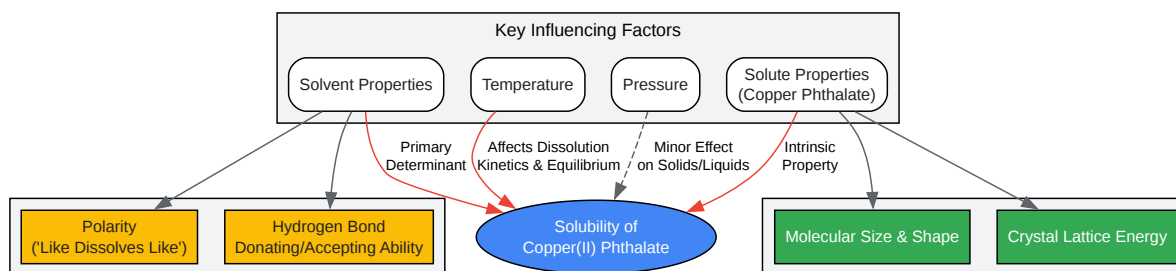 Key Influencing Factors
Solvent Properties
Temperature
Pressure
Solute Properties
(Copper Phthalate)
Primary
Determinant
Affects Dissolution
Kinetics & Equilibrium
Minor Effect
on Solids/Liquids
Intrinsic
Property
Polarity
('Like Dissolves Like')
Hydrogen Bond
Donating/Accepting Ability
Solubility of
Copper(II) Phthalate
Molecular Size & Shape
Crystal Lattice Energy